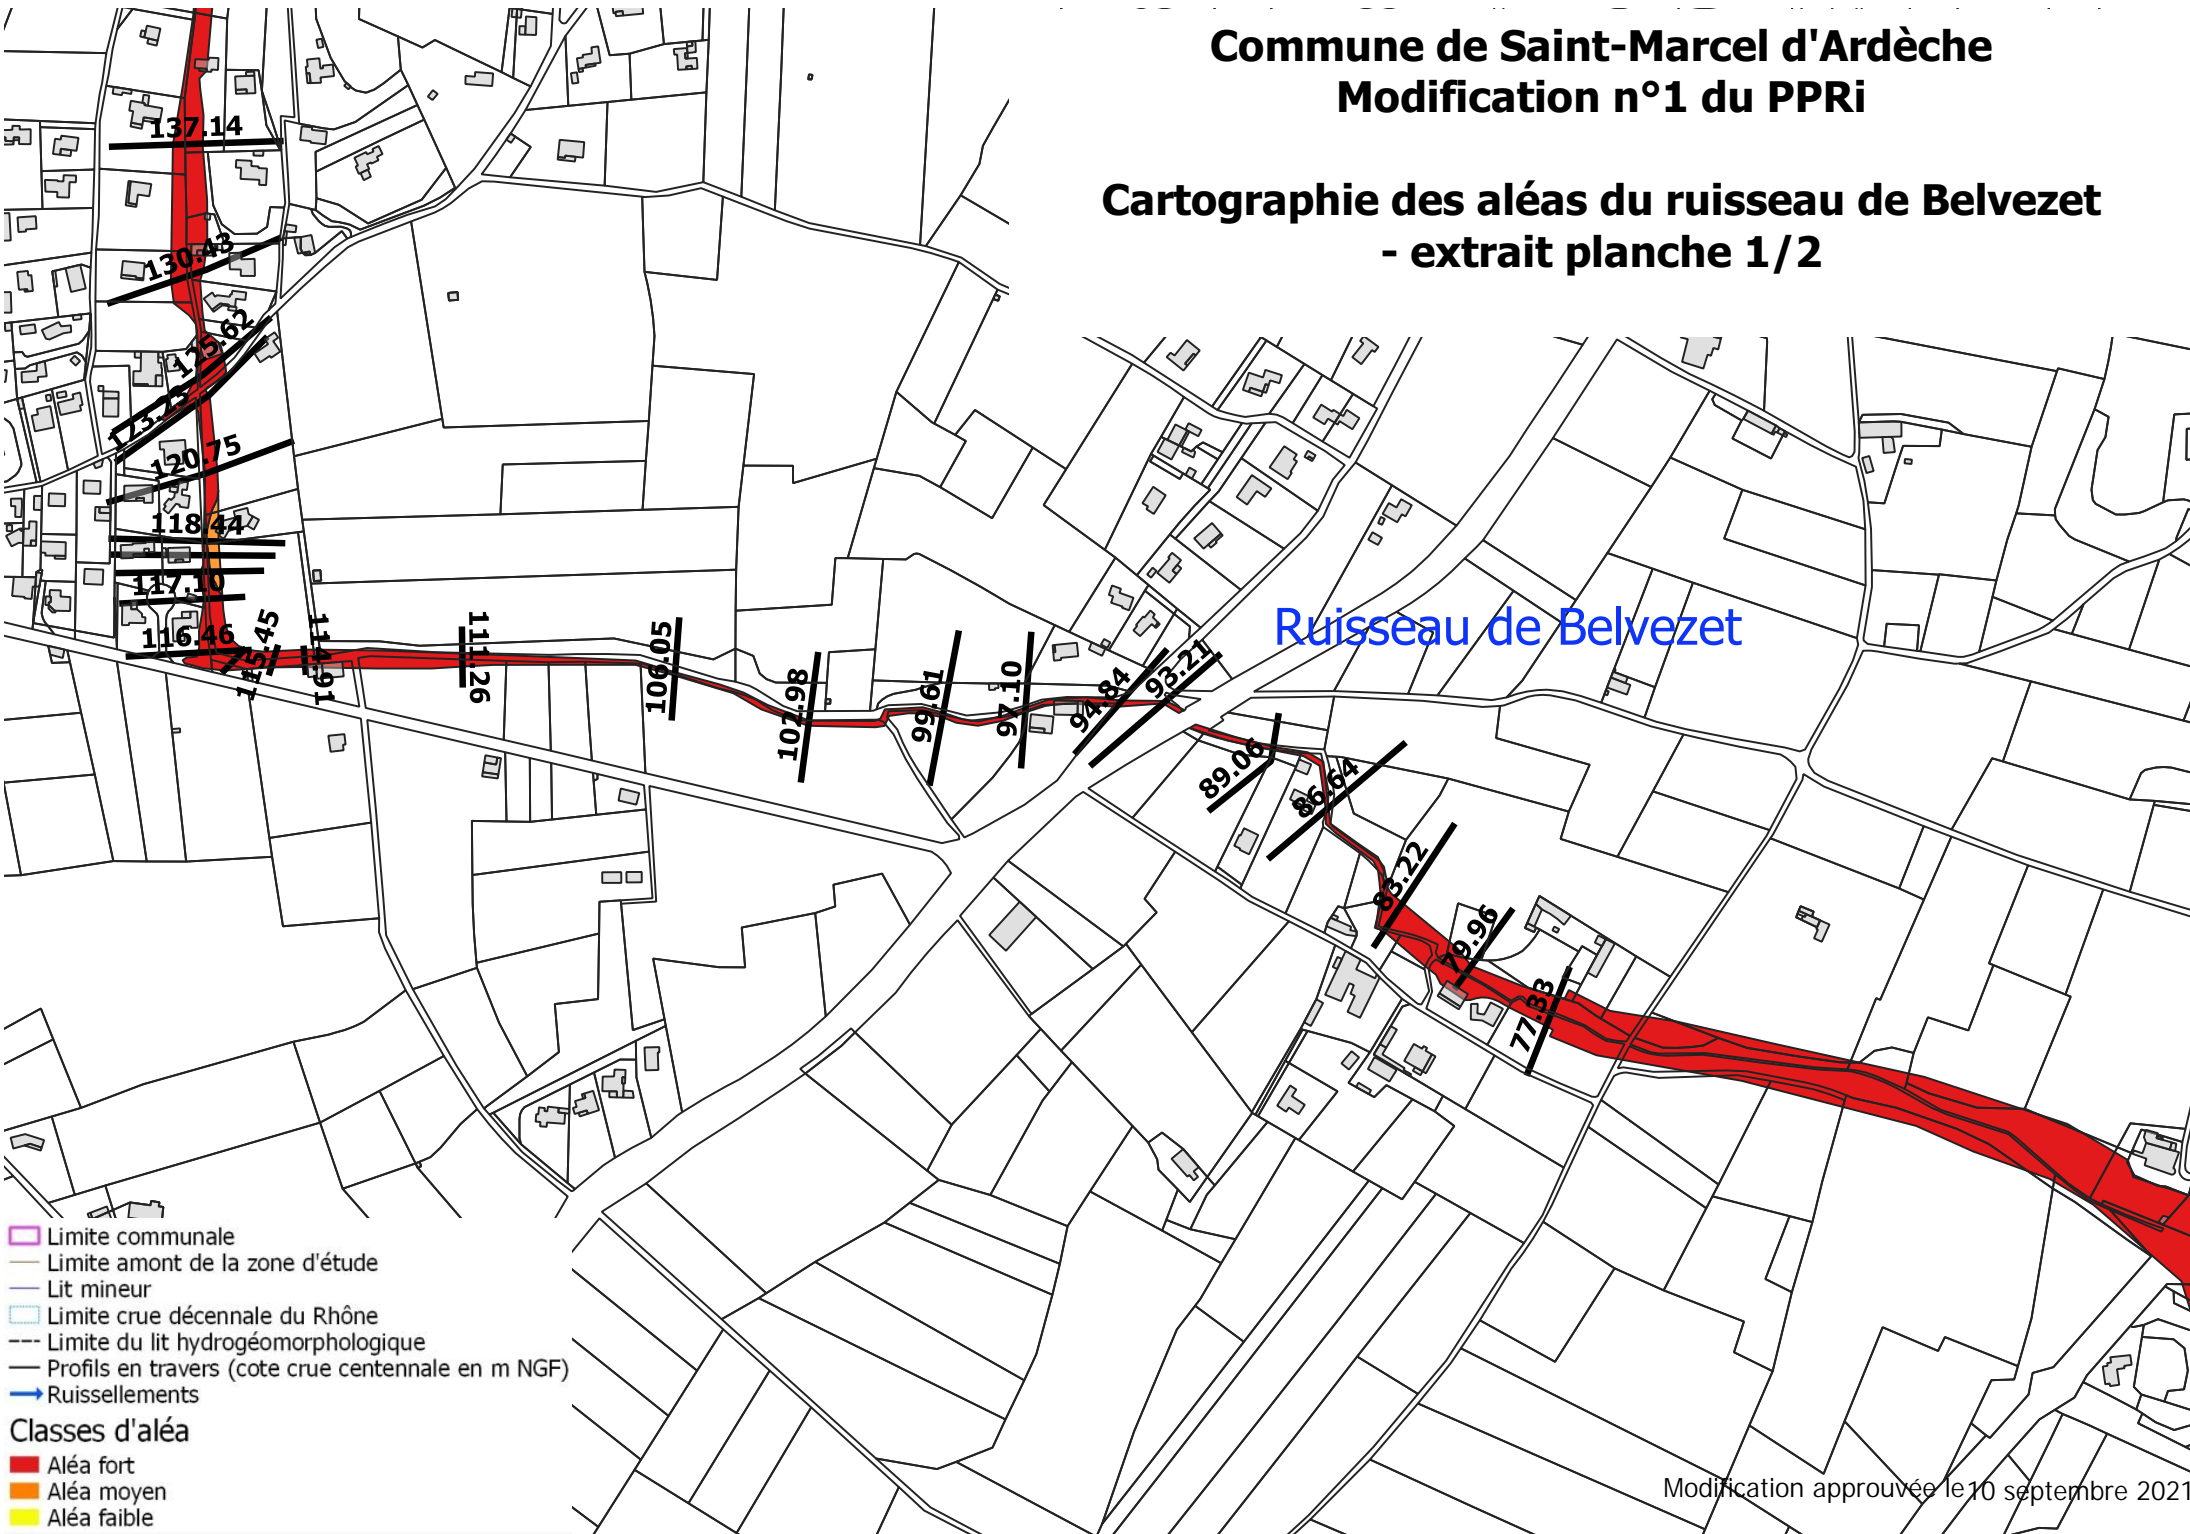 Commune de Saint-Marcel d'Ardèche
Modification n°1 du PPRi
Cartographie des aléas du ruisseau de Belvezet
- extrait planche 1/2
137.14
130.43
125.62
123.23
120.75
118.44
117.10
116.46
115.45
114.91
111.26
106.05
102.98
99.61
97.10
94.84
93.21
Ruisseau de Belvezet
89.06
86.64
83.22
79.96
77.33
Limite communale
Limite amont de la zone d'étude
Lit mineur
Limite crue décennale du Rhône
Limite du lit hydrogéomorphologique
Profils en travers (cote crue centennale en m NGF)
Ruissellements
Classes d'aléa
Aléa fort
Aléa moyen
Aléa faible
Modification approuvée le 10 septembre 2021